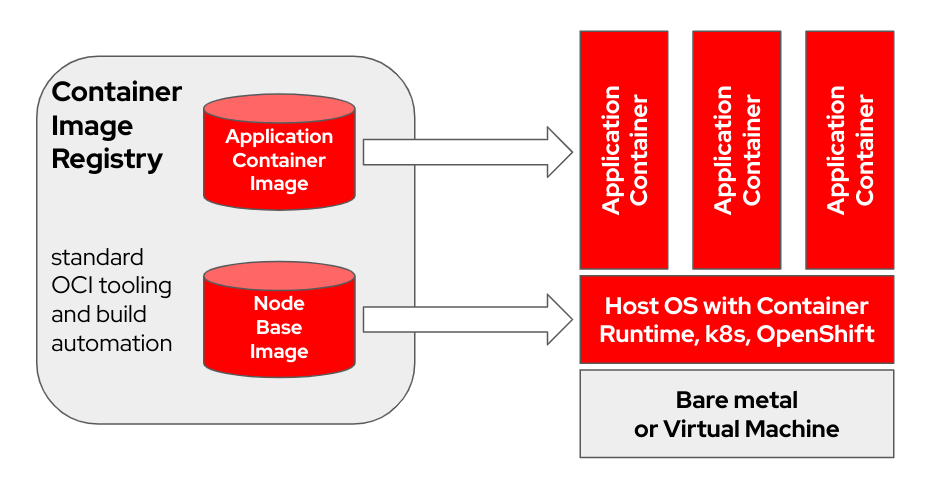 Container
Image
Registry
standard
OCI tooling
and build
automation
Application
Container
Image
Node
Base
Image
Application
Container
Application
Container
Application
Container
Host OS with Container
Runtime, k8s, OpenShift
Bare metal
or Virtual Machine